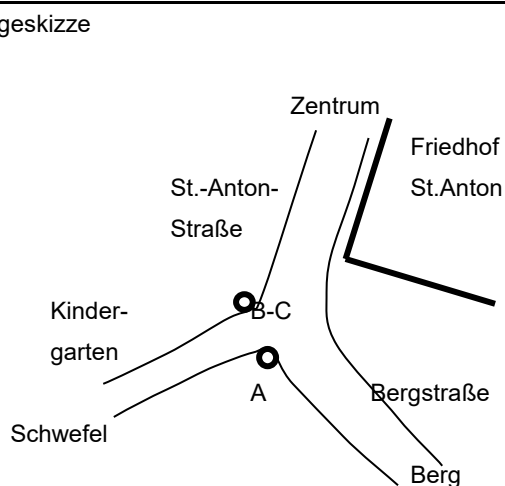 geskizze
Zentrum
Friedhof
St.Anton
St.-Anton-
Straße
Kinder-
garten
B-C
A
Bergstraße
Schwefel
Berg